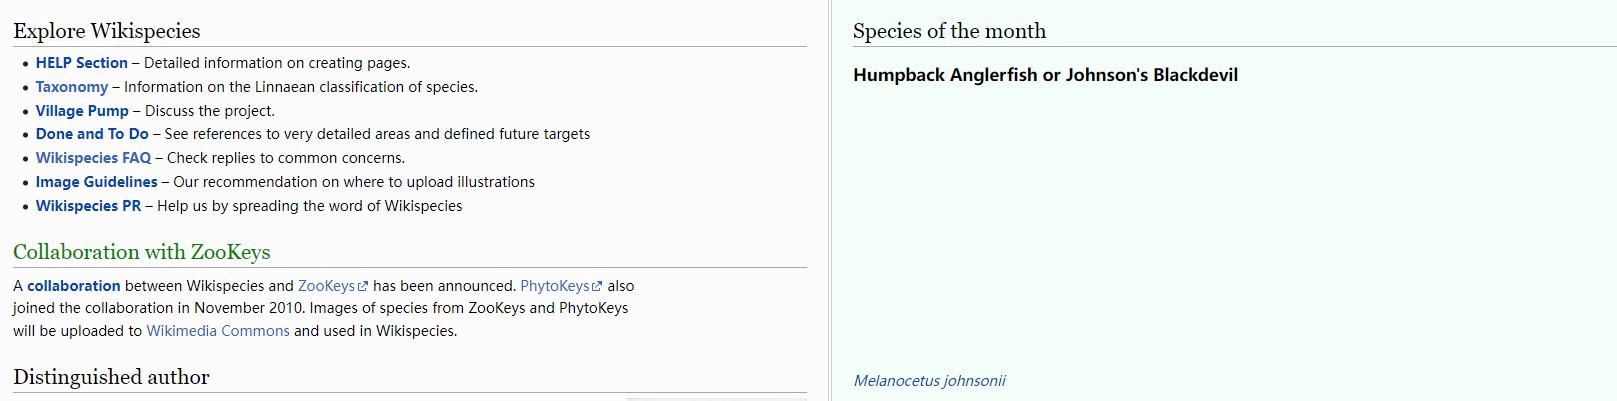 Explore Wikispecies
HELP Section – Detailed information on creating pages.
Taxonomy – Information on the Linnaean classification of species.
Village Pump – Discuss the project.
Done and To Do – See references to very detailed areas and defined future targets
Wikispecies FAQ – Check replies to common concerns.
Image Guidelines – Our recommendation on where to upload illustrations
Wikispecies PR – Help us by spreading the word of Wikispecies
Collaboration with ZooKeys
A collaboration between Wikispecies and ZooKeys has been announced. PhytoKeys also
joined the collaboration in November 2010. Images of species from ZooKeys and PhytoKeys
will be uploaded to Wikimedia Commons and used in Wikispecies.
Distinguished author
Species of the month
Humpback Anglerfish or Johnson's Blackdevil
Melanocetus johnsonii